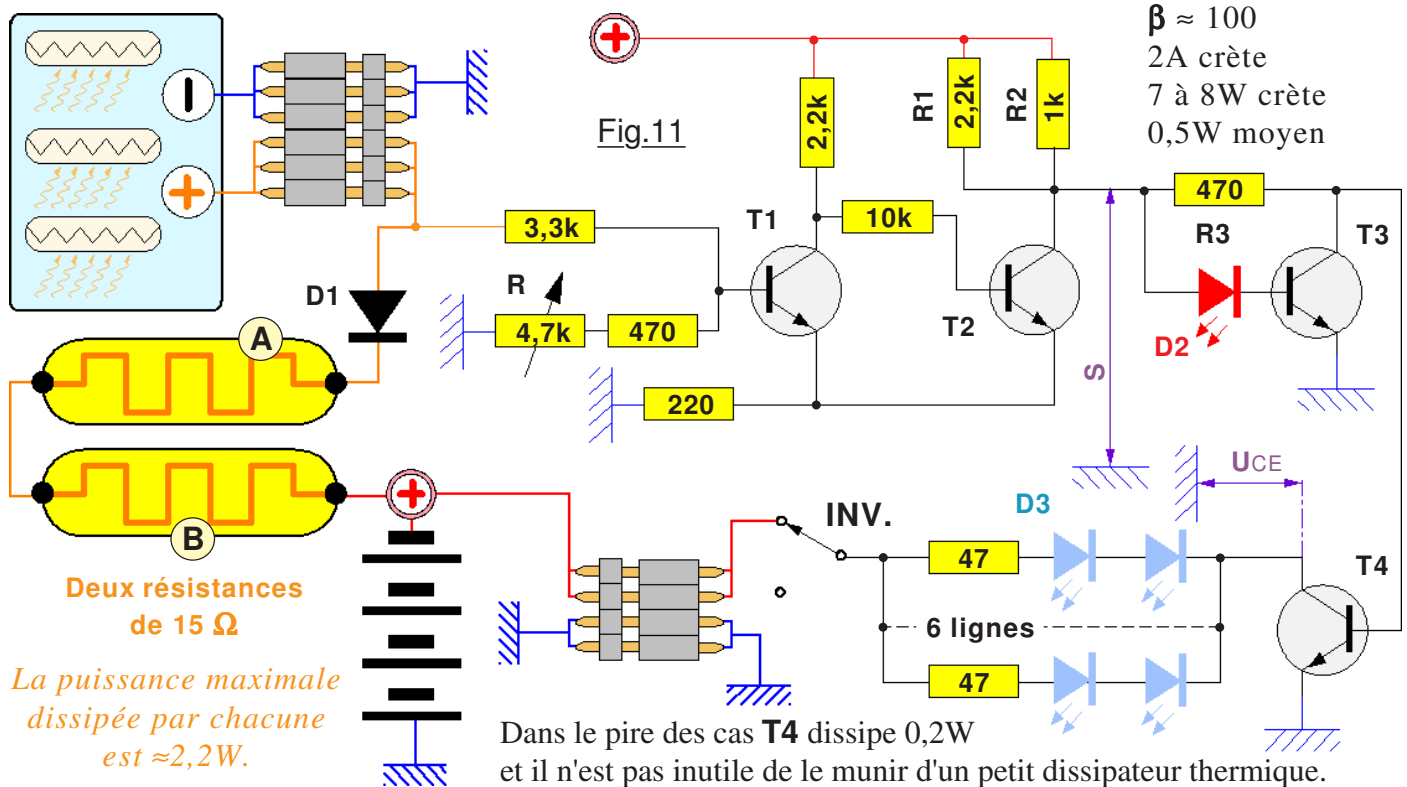 β ≈ 100
2A crète
7 à 8W crète
0,5W moyen
Fig.11
2,2k
R1
2,2k
R2
1k
3,3k
T1
10k
470
R3
T3
R
D1
4,7k
470
T2
D2
A
220
S
UCE
B
INV.
D3
47
T4
Deux résistances
de 15 Ω
6 lignes
47
La puissance maximale
dissipée par chacune
est ≈2,2W.
Dans le pire des cas T4 dissipe 0,2W
et il n'est pas inutile de le munir d'un petit dissipateur thermique.